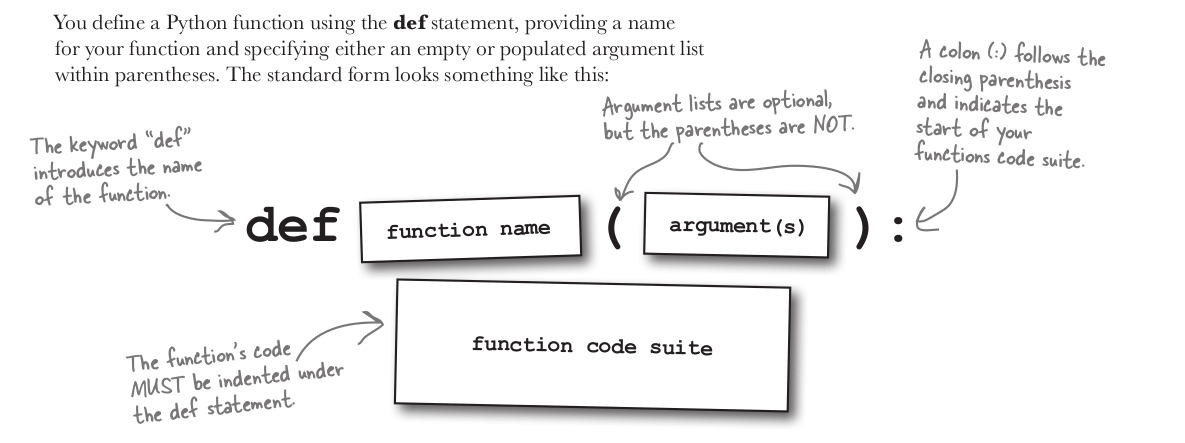 You define a Python function using the def statement, providing a name
for your function and specifying either an empty or populated argument list
within parentheses. The standard form looks something like this:
A colon (:) follows the
closing parenthesis
and indicates the
start of your
functions code suite.
Argument lists are optional,
but the parentheses are NOT.
The keyword “def”
introduces the name
of the function.
def function name ( argument(s) ) :
function code suite
The function’s code
MUST be indented under
the def statement.